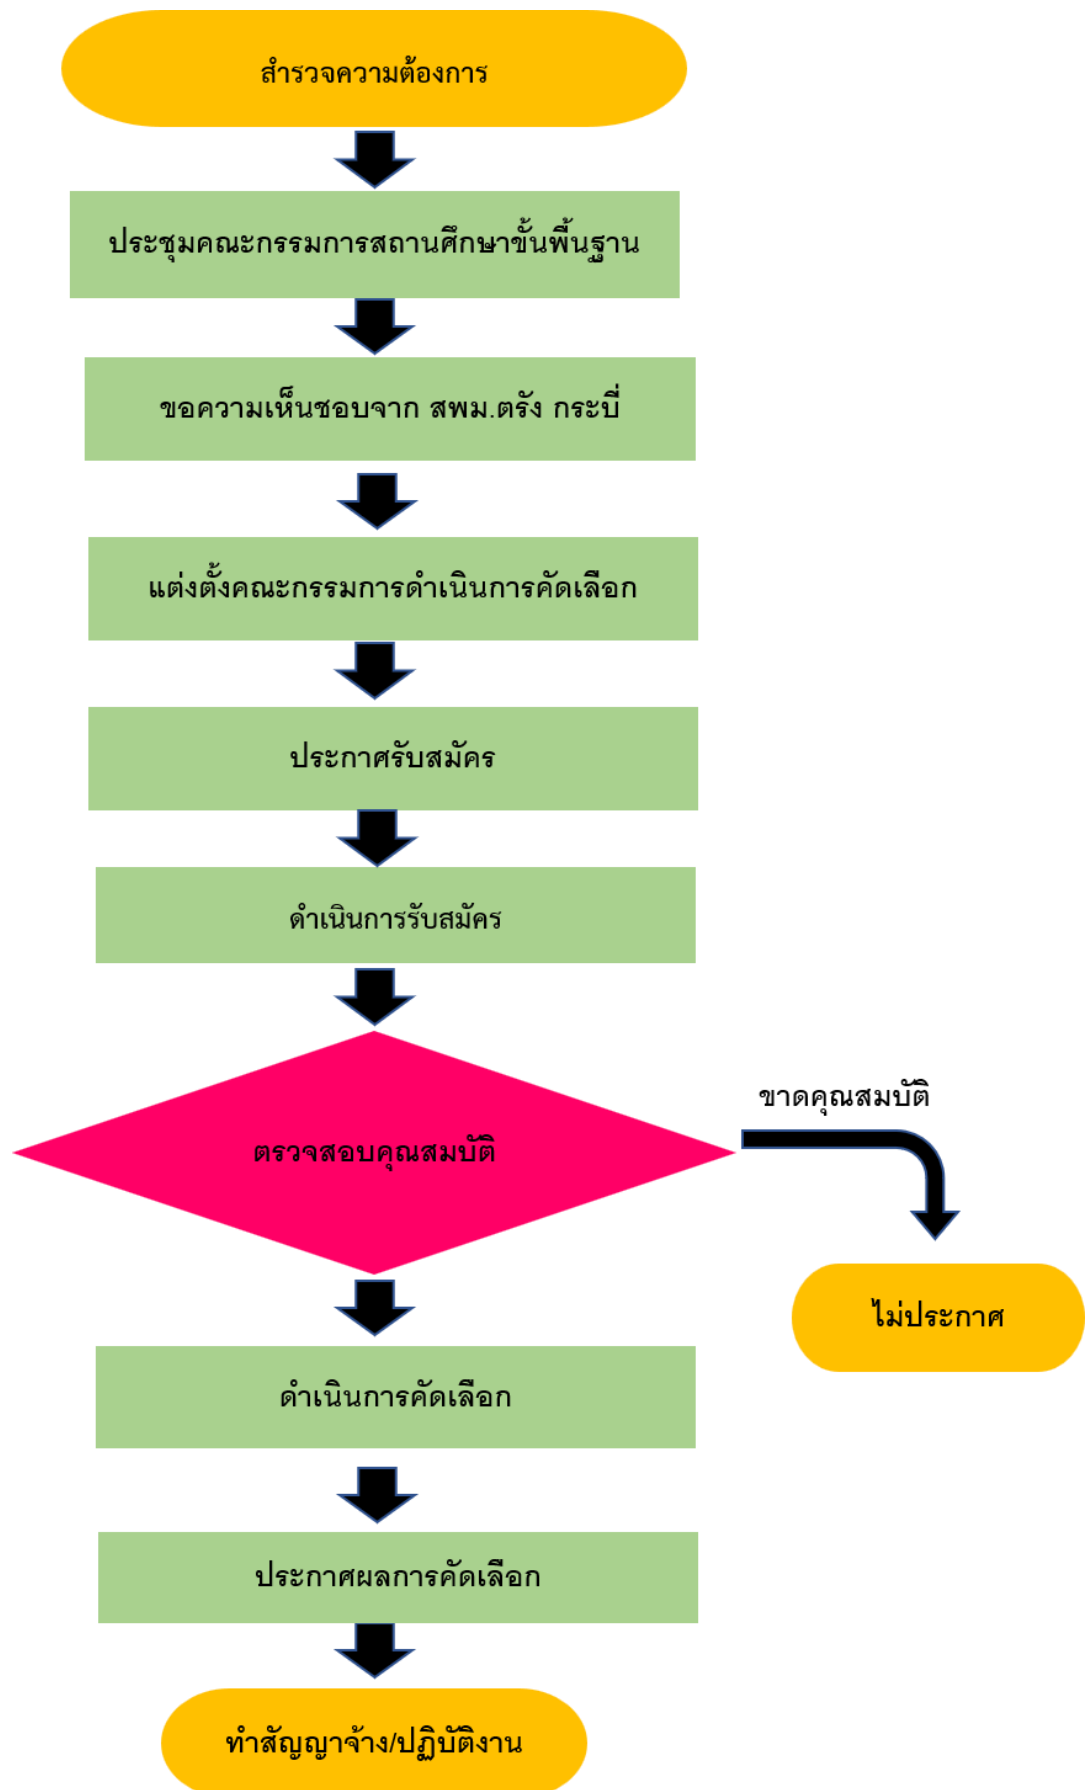 สำรวจความต้องการ
ประชุมคณะกรรมการสถานศึกษาขั้นพื้นฐาน
ขอความเห็นชอบจาก สพม.ตรัง กระบี่
แต่งตั้งคณะกรรมการดำเนินการคัดเลือก
ประกาศรับสมัคร
ดำเนินการรับสมัคร
ตรวจสอบคุณสมบัติ
ขาดคุณสมบัติ
ไม่ประกาศ
ดำเนินการคัดเลือก
ประกาศผลการคัดเลือก
ทำสัญญาจ้าง/ปฏิบัติงาน